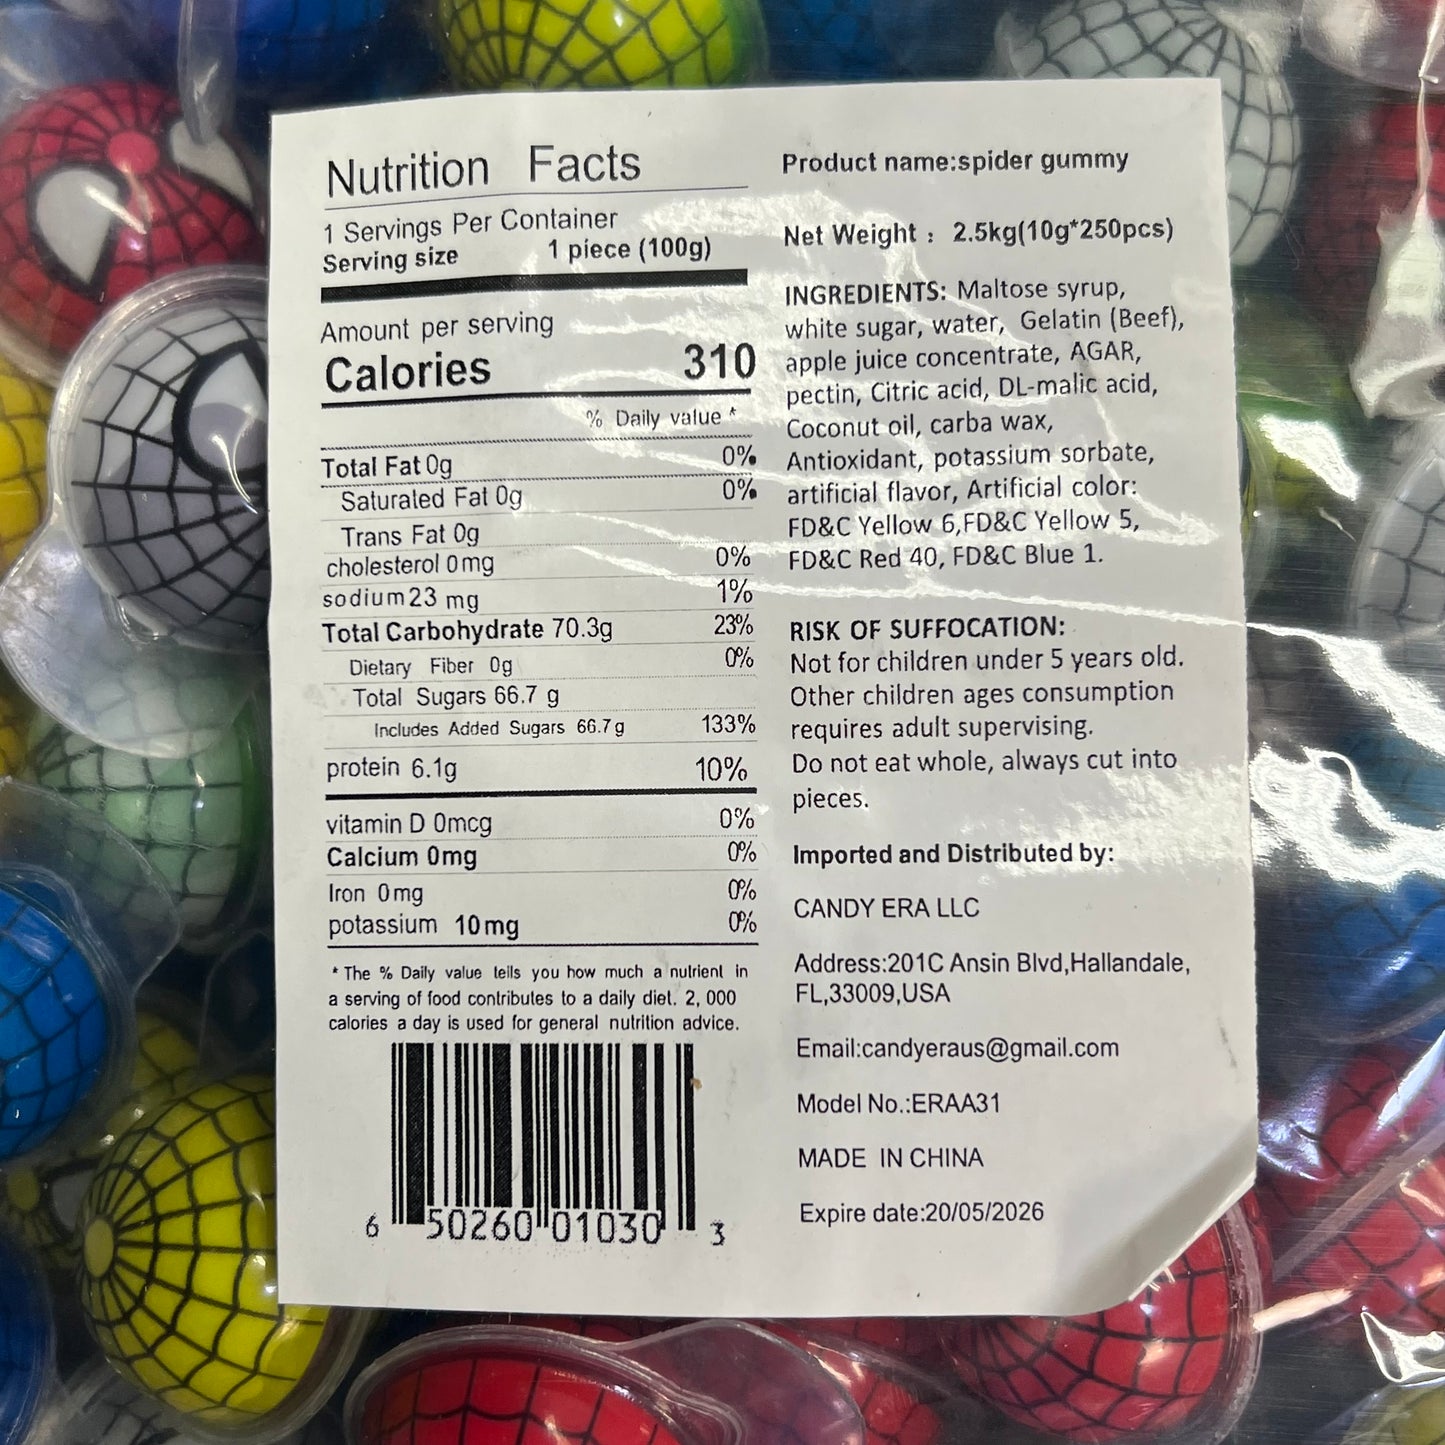 Nutrition Facts
1 Servings Per Container
Serving size 1 piece (100g)
Amount per serving
Calories 310
% Daily value *
Total Fat 0g 0%
Saturated Fat 0g 0%
Trans Fat 0g
cholesterol 0mg 0%
sodium 23 mg 1%
Total Carbohydrate 70.3g 23%
Dietary Fiber 0g 0%
Total Sugars 66.7 g
Includes Added Sugars 66.7g 133%
protein 6.1g 10%
vitamin D 0mcg 0%
Calcium 0mg 0%
Iron 0mg 0%
potassium 10mg 0%
* The % Daily value tells you how much a nutrient in
a serving of food contributes to a daily diet. 2, 000
calories a day is used for general nutrition advice.
6 50260 01030 3
Product name:spider gummy
Net Weight : 2.5kg(10g*250pcs)
INGREDIENTS: Maltose syrup,
white sugar, water, Gelatin (Beef),
apple juice concentrate, AGAR,
pectin, Citric acid, DL-malic acid,
Coconut oil, carba wax,
Antioxidant, potassium sorbate,
artificial flavor, Artificial color:
FD&C Yellow 6,FD&C Yellow 5,
FD&C Red 40, FD&C Blue 1.
RISK OF SUFFOCATION:
Not for children under 5 years old.
Other children ages consumption
requires adult supervising.
Do not eat whole, always cut into
pieces.
Imported and Distributed by:
CANDY ERA LLC
Address:201C Ansin Blvd,Hallandale,
FL,33009,USA
Email:candyeraus@gmail.com
Model No.:ERAA31
MADE IN CHINA
Expire date:20/05/2026